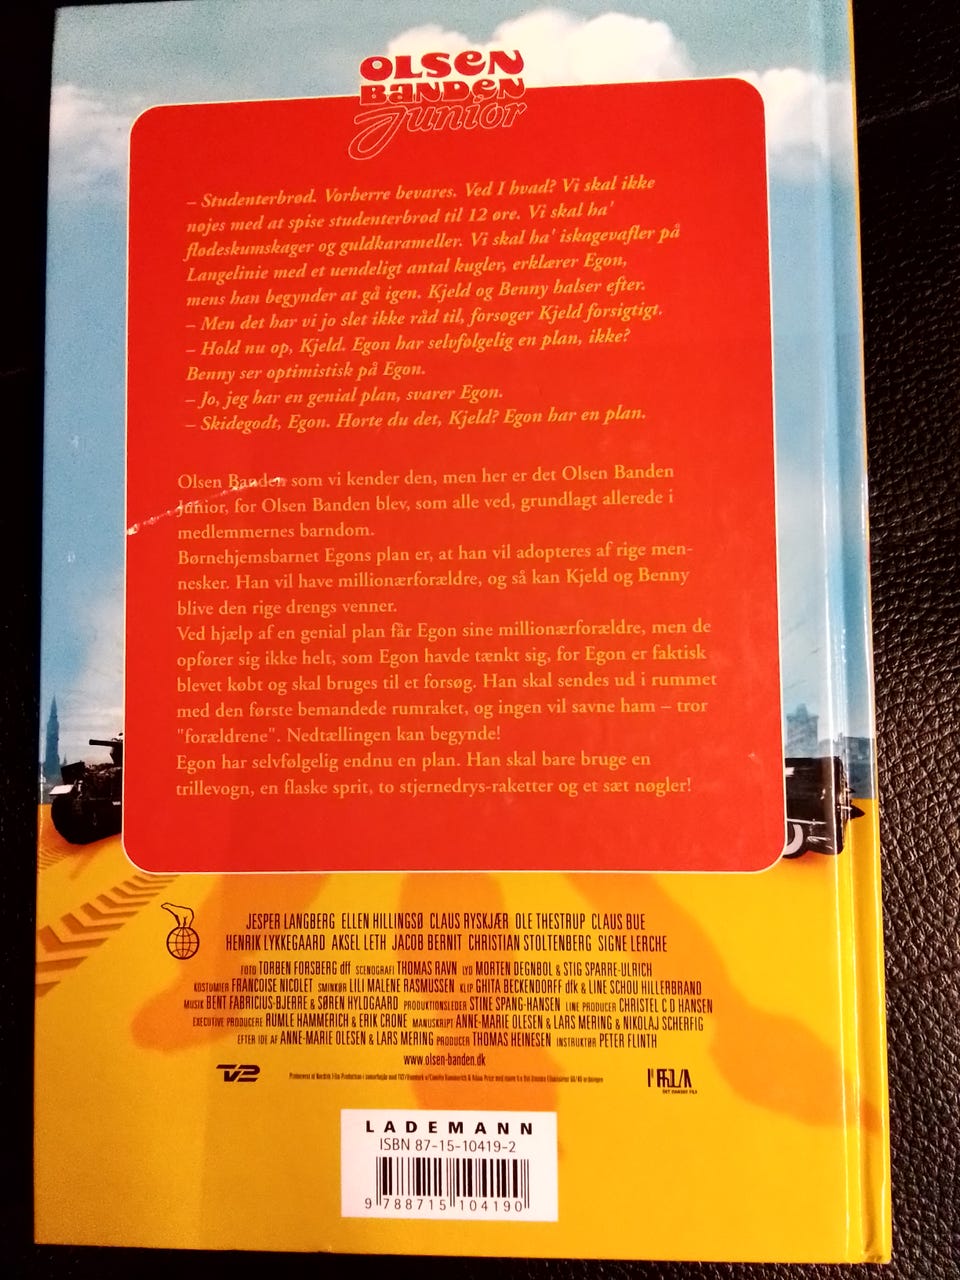 OLSEN
BANDEN
Junior
– Studenterbrød. Vorherre bevares. Ved I hvad? Vi skal ikke
nøjes med at spise studenterbrød til 12 øre. Vi skal ha'
flødeskumskager og guldkarameller. Vi skal ha' iskagevafler på
Langelinie med et uendeligt antal kugler, erklærer Egon,
mens han begynder at gå igen. Kjeld og Benny halser efter.
– Men det har vi jo slet ikke råd til, forsøger Kjeld forsigtigt.
– Hold nu op, Kjeld. Egon har selvfølgelig en plan, ikke?
Benny ser optimistisk på Egon.
– Jo, jeg har en genial plan, svarer Egon.
– Skidegodt, Egon. Hørte du det, Kjeld? Egon har en plan.
Olsen Banden som vi kender den, men her er det Olsen Banden
Junior, for Olsen Banden blev, som alle ved, grundlagt allerede i
medlemmernes barndom.
Børnehjemsbarnet Egons plan er, at han vil adopteres af rige men-
nesker. Han vil have millionærforældre, og så kan Kjeld og Benny
blive den rige drengs venner.
Ved hjælp af en genial plan får Egon sine millionærforældre, men de
opfører sig ikke helt, som Egon havde tænkt sig, for Egon er faktisk
blevet købt og skal bruges til et forsøg. Han skal sendes ud i rummet
med den første bemandede rumraket, og ingen vil savne ham – tror
"forældrene". Nedtællingen kan begynde!
Egon har selvfølgelig endnu en plan. Han skal bare bruge en
trillevogn, en flaske sprit, to stjernedrys-raketter og et sæt nøgler!
JESPER LANGBERG ELLEN HILLINGSØ CLAUS RYSKJÆR OLE THESTRUP CLAUS BUE
HENRIK LYKKEGAARD AKSEL LETH JACOB BERNIT CHRISTIAN STOLTENBERG SIGNE LERCHE
FOTO TORBEN FORSBERG dff SCENOGRAFI THOMAS RAVN LYD MORTEN DEGNBOL & STIG SPARRE-ULRICH
KOSTUMIER FRANCOISE NICOLET SMINKØR LILI MALENE RASMUSSEN KLIP GHITA BECKENDORFF dfk & LINE SCHOU HILLERBRAND
MUSIK BENT FABRICIUS-BJERRE & SØREN HYLDGAARD PRODUKTIONSLEDER STINE SPANG-HANSEN LINE PRODUCER CHRISTEL C D HANSEN
EXECUTIVE PRODUCERE RUMLE HAMMERICH & ERIK CRONE MANUSKRIPT ANNE-MARIE OLESEN & LARS MERING & NIKOLAJ SCHERFIG
EFTER IDE AF ANNE-MARIE OLESEN & LARS MERING PRODUCER THOMAS HEINESEN INSTRUKTØR PETER FLINTH
www.olsen-banden.dk
TV2
Produceret af Nordisk Film Production i samarbejde med TV2/Danmark
DET DANSKE FILM
LADEMANN
ISBN 87-15-10419-2
9 788715 104190